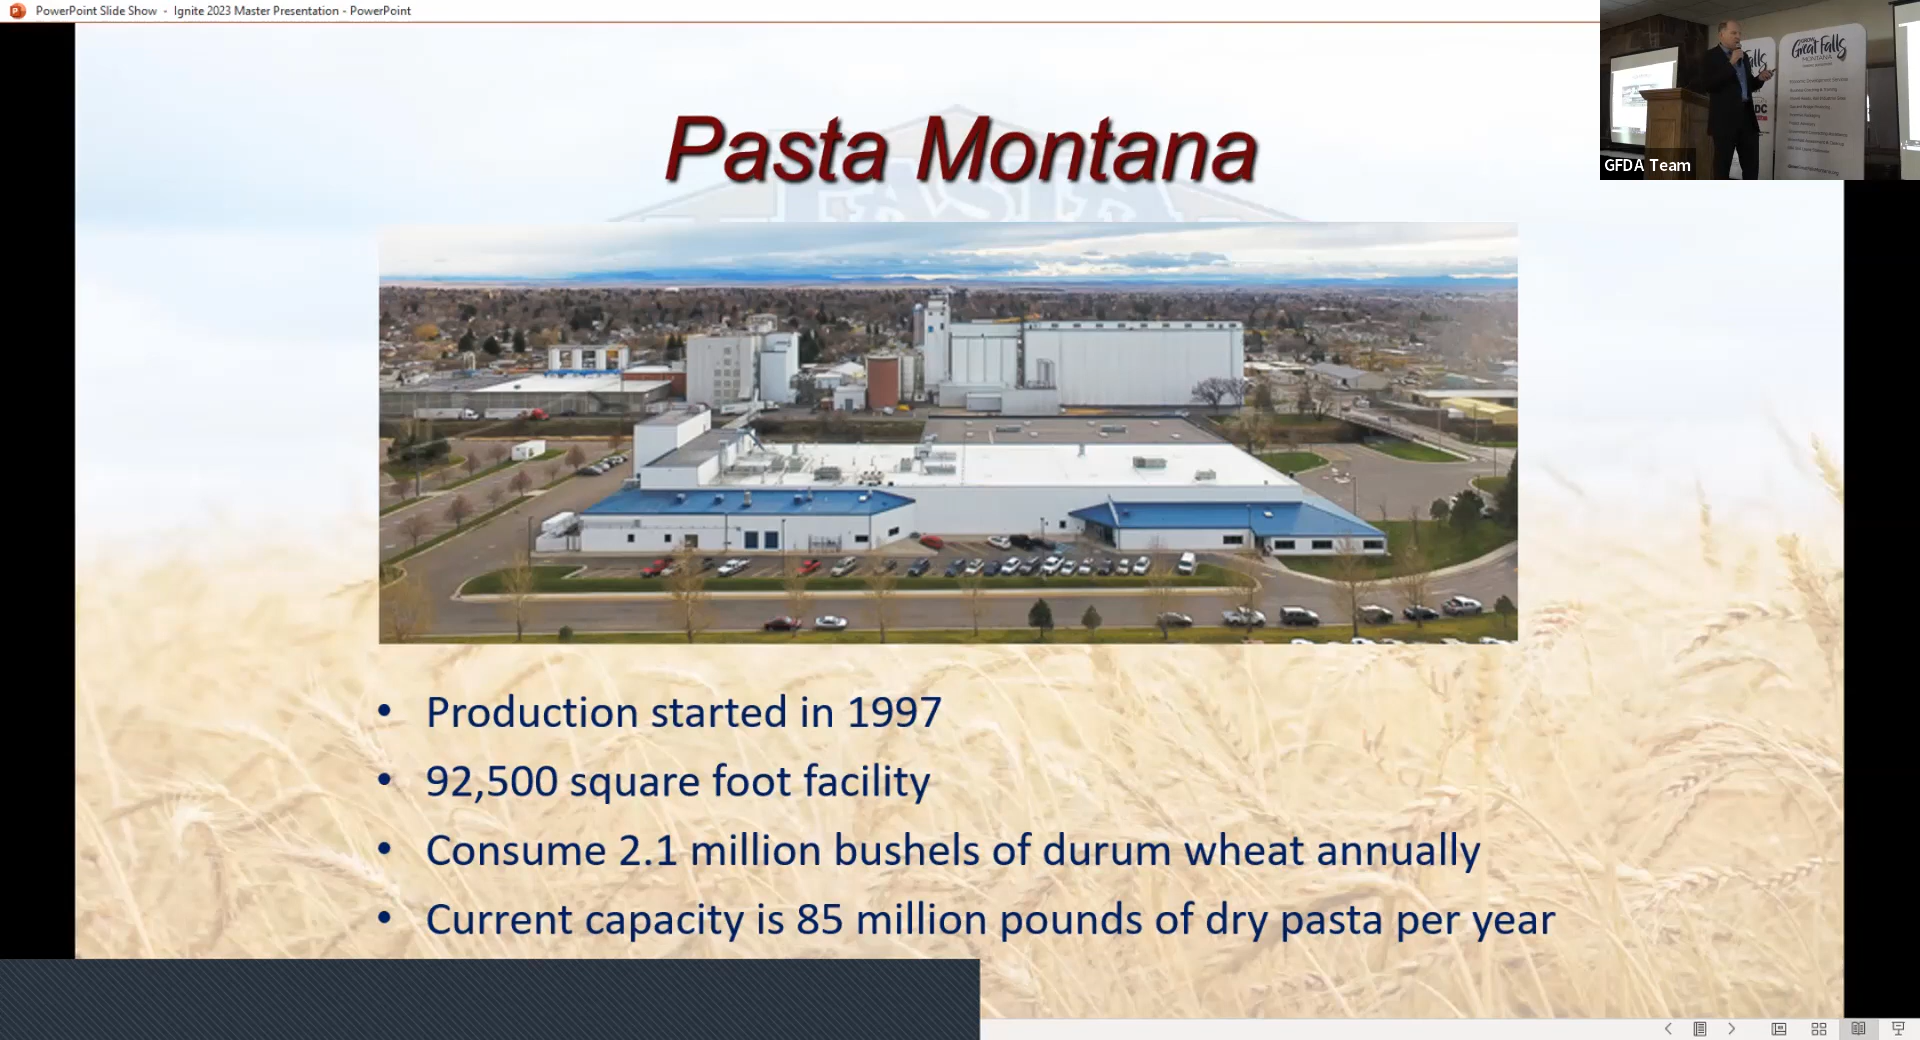 PowerPoint Slide Show - Ignite 2023 Master Presentation - PowerPoint
Great Falls
MONTANA
GFDA Team
Pasta Montana
• Production started in 1997
• 92,500 square foot facility
• Consume 2.1 million bushels of durum wheat annually
• Current capacity is 85 million pounds of dry pasta per year